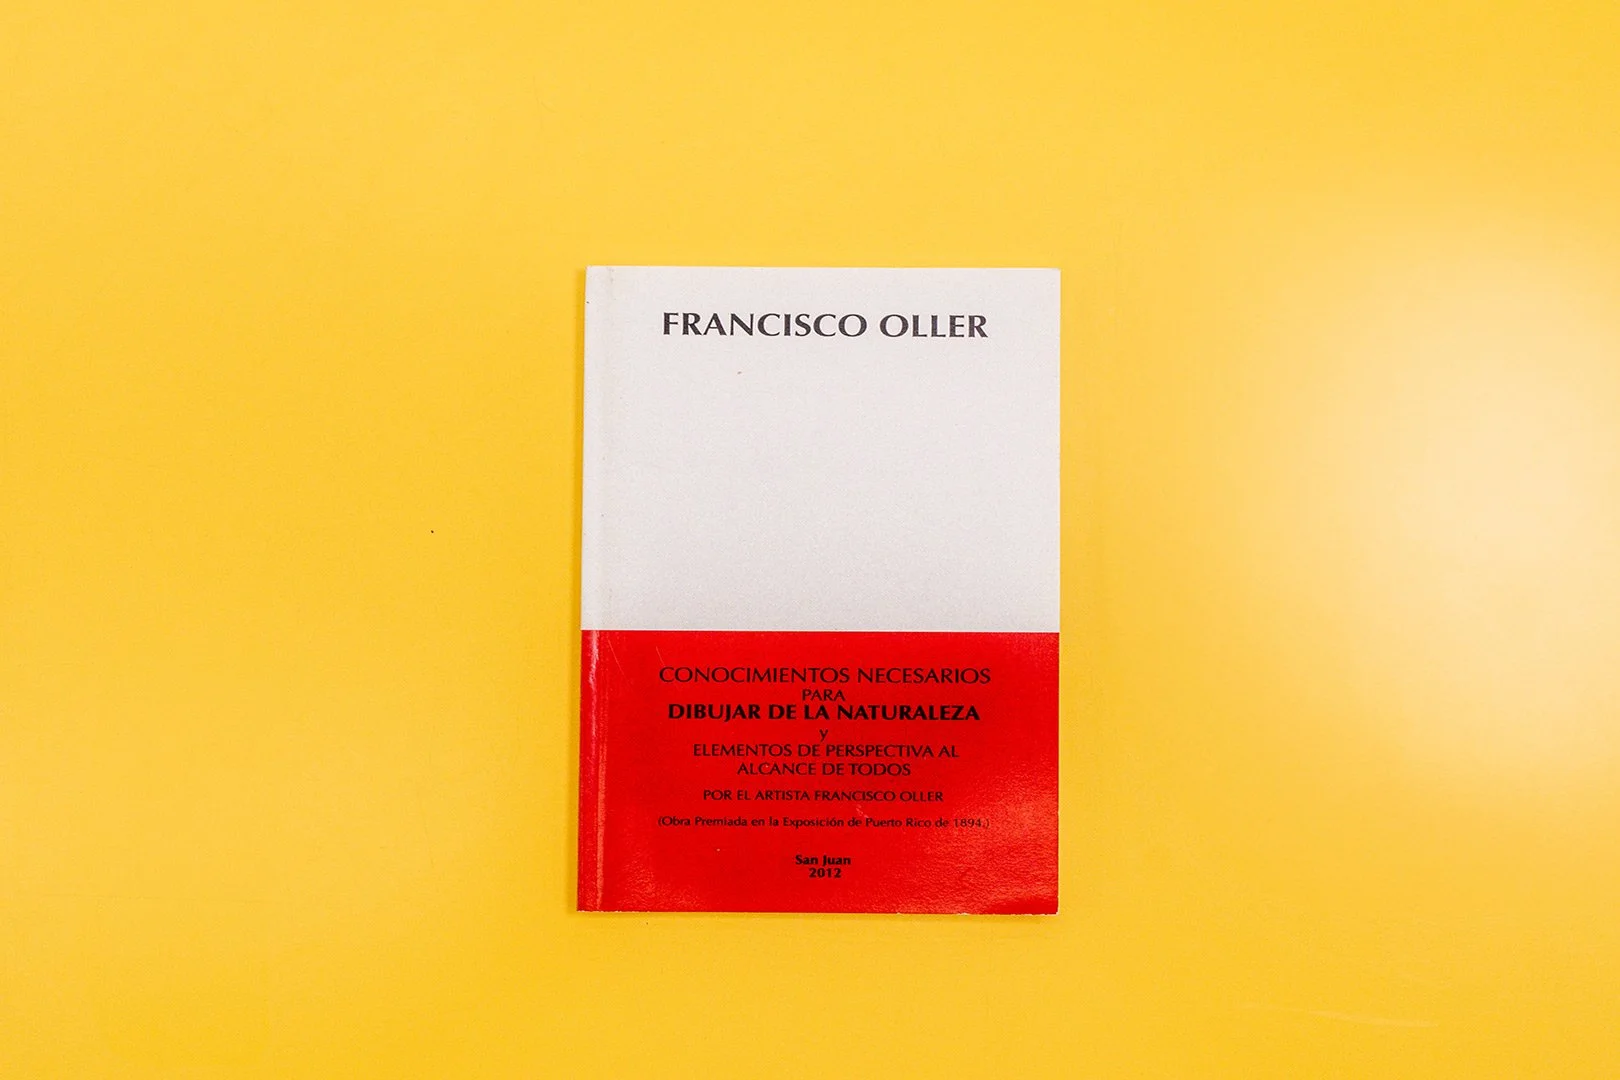 FRANCISCO OLLER
CONOCIMIENTOS NECESARIOS
PARA
DIBUJAR DE LA NATURALEZA
y
ELEMENTOS DE PERSPECTIVA AL
ALCANCE DE TODOS
POR EL ARTISTA FRANCISCO OLLER
(Obra Premiada en la Exposición de Puerto Rico de 1894.)
San Juan
2012